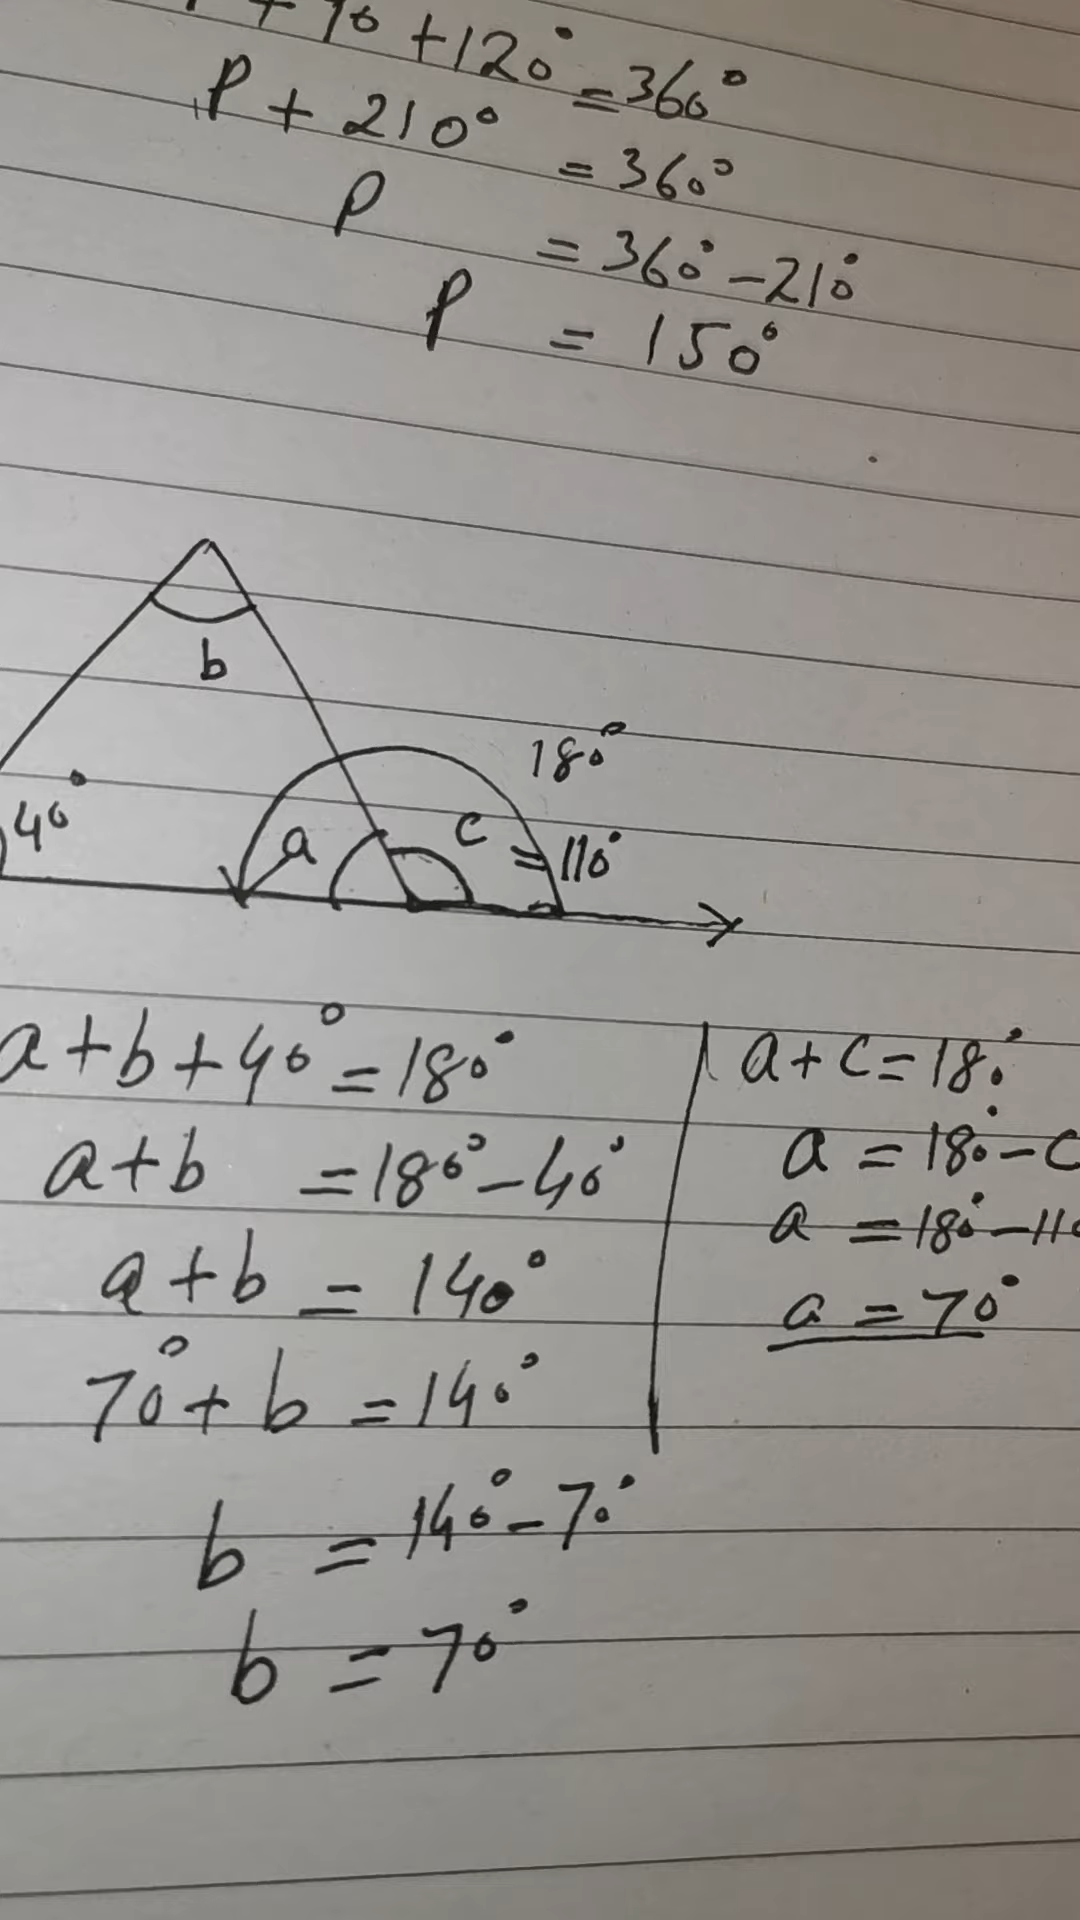 + 90 + 120° = 360°
P + 210° = 360°
P = 360° - 210
P = 150°
b
180°
40
a
c = 110°
a + b + 40° = 180°
a + b = 180° - 40°
a + b = 140°
70° + b = 140°
b = 140° - 70°
b = 70°
a + c = 180°
a = 180 - c
a = 180 - 110
a = 70°